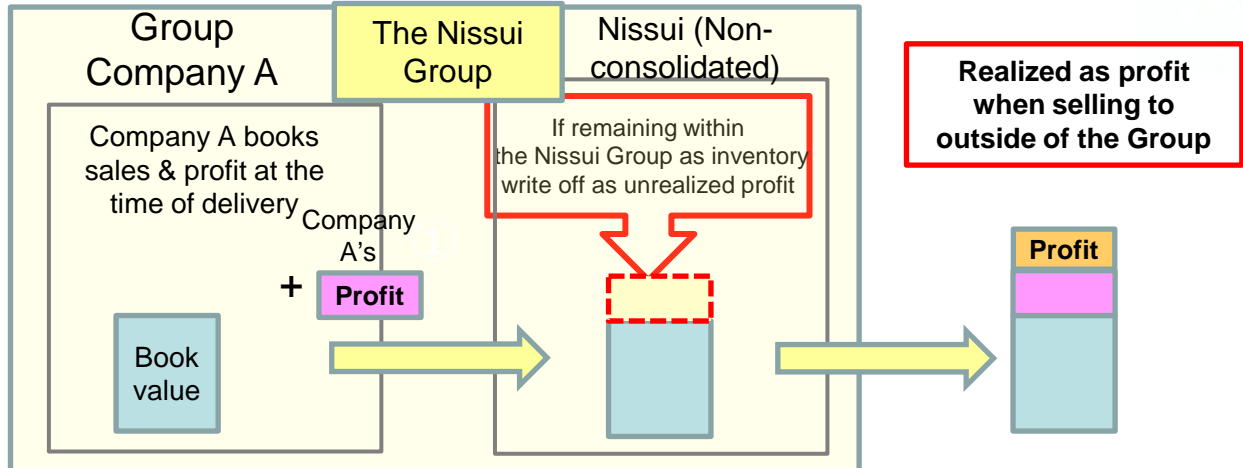 Group
Company A
The Nissui
Group
Nissui (Non-
consolidated)
Company A books
sales & profit at the
time of delivery
Company
A's
+
Profit
Book
value
If remaining within
the Nissui Group as inventory
write off as unrealized profit
Realized as profit
when selling to
outside of the Group
Profit